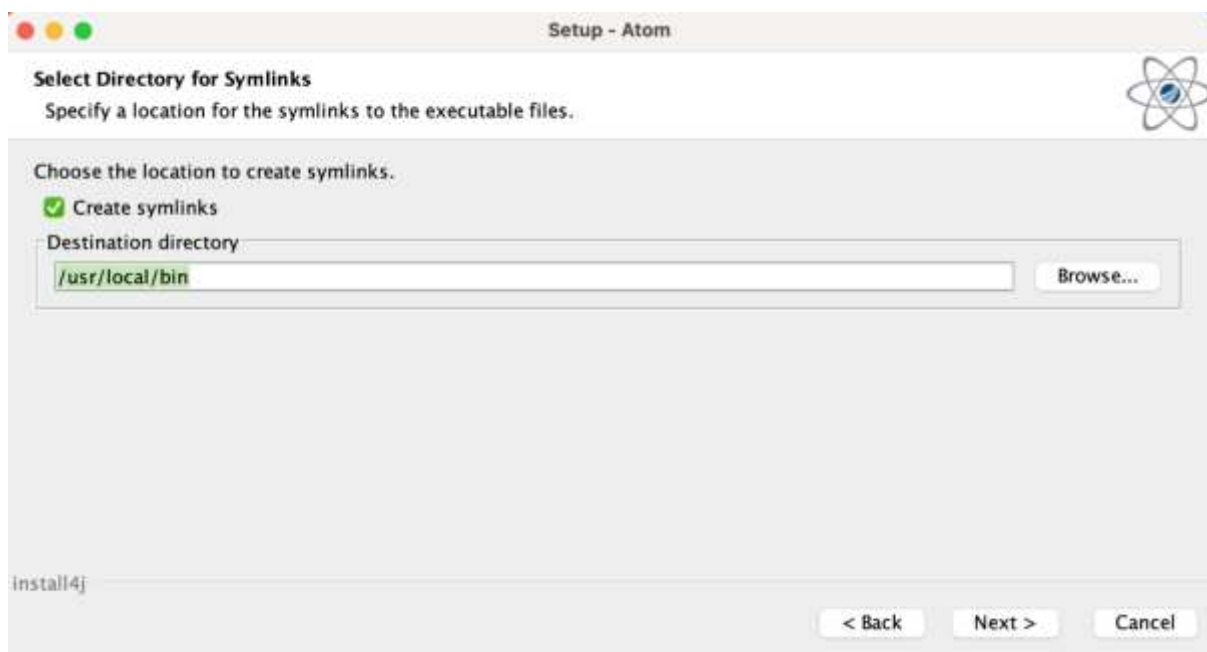 Setup - Atom
Select Directory for Symlinks
Specify a location for the symlinks to the executable files.
Choose the location to create symlinks.
Create symlinks
Destination directory
/usr/local/bin
Browse...
install4j
< Back
Next >
Cancel